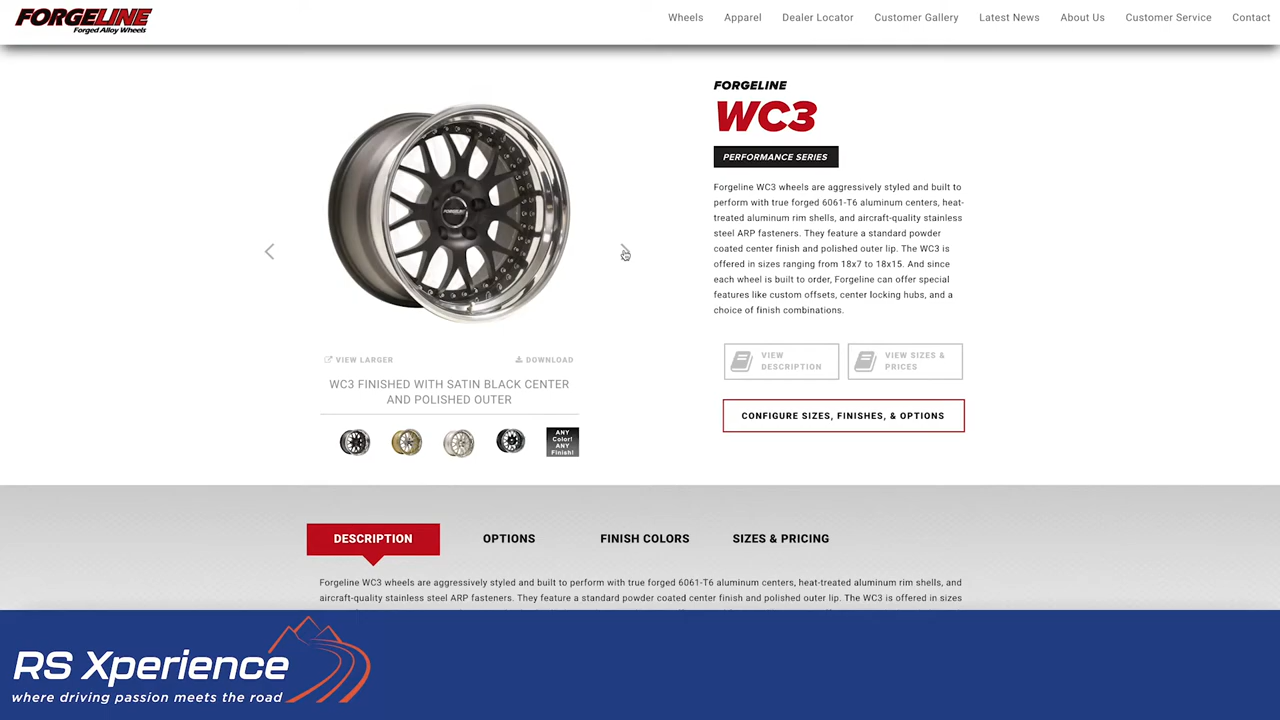 FORGELINE
Forged Alloy Wheels
Wheels
Apparel
Dealer Locator
Customer Gallery
Latest News
About Us
Customer Service
Contact
FORGELINE
WC3
PERFORMANCE SERIES
Forgeline WC3 wheels are aggressively styled and built to
perform with true forged 6061-T6 aluminum centers, heat-
treated aluminum rim shells, and aircraft-quality stainless
steel ARP fasteners. They feature a standard powder
coated center finish and polished outer lip. The WC3 is
offered in sizes ranging from 18x7 to 18x15. And since
each wheel is built to order, Forgeline can offer special
features like custom offsets, center locking hubs, and a
choice of finish combinations.
VIEW LARGER
DOWNLOAD
WC3 FINISHED WITH SATIN BLACK CENTER
AND POLISHED OUTER
ANY
Color!
ANY
Finish!
VIEW
DESCRIPTION
VIEW SIZES &
PRICES
CONFIGURE SIZES, FINISHES, & OPTIONS
DESCRIPTION
OPTIONS
FINISH COLORS
SIZES & PRICING
Forgeline WC3 wheels are aggressively styled and built to perform with true forged 6061-T6 aluminum centers, heat-treated aluminum rim shells, and
aircraft-quality stainless steel ARP fasteners. They feature a standard powder coated center finish and polished outer lip. The WC3 is offered in sizes
RS Xperience
where driving passion meets the road